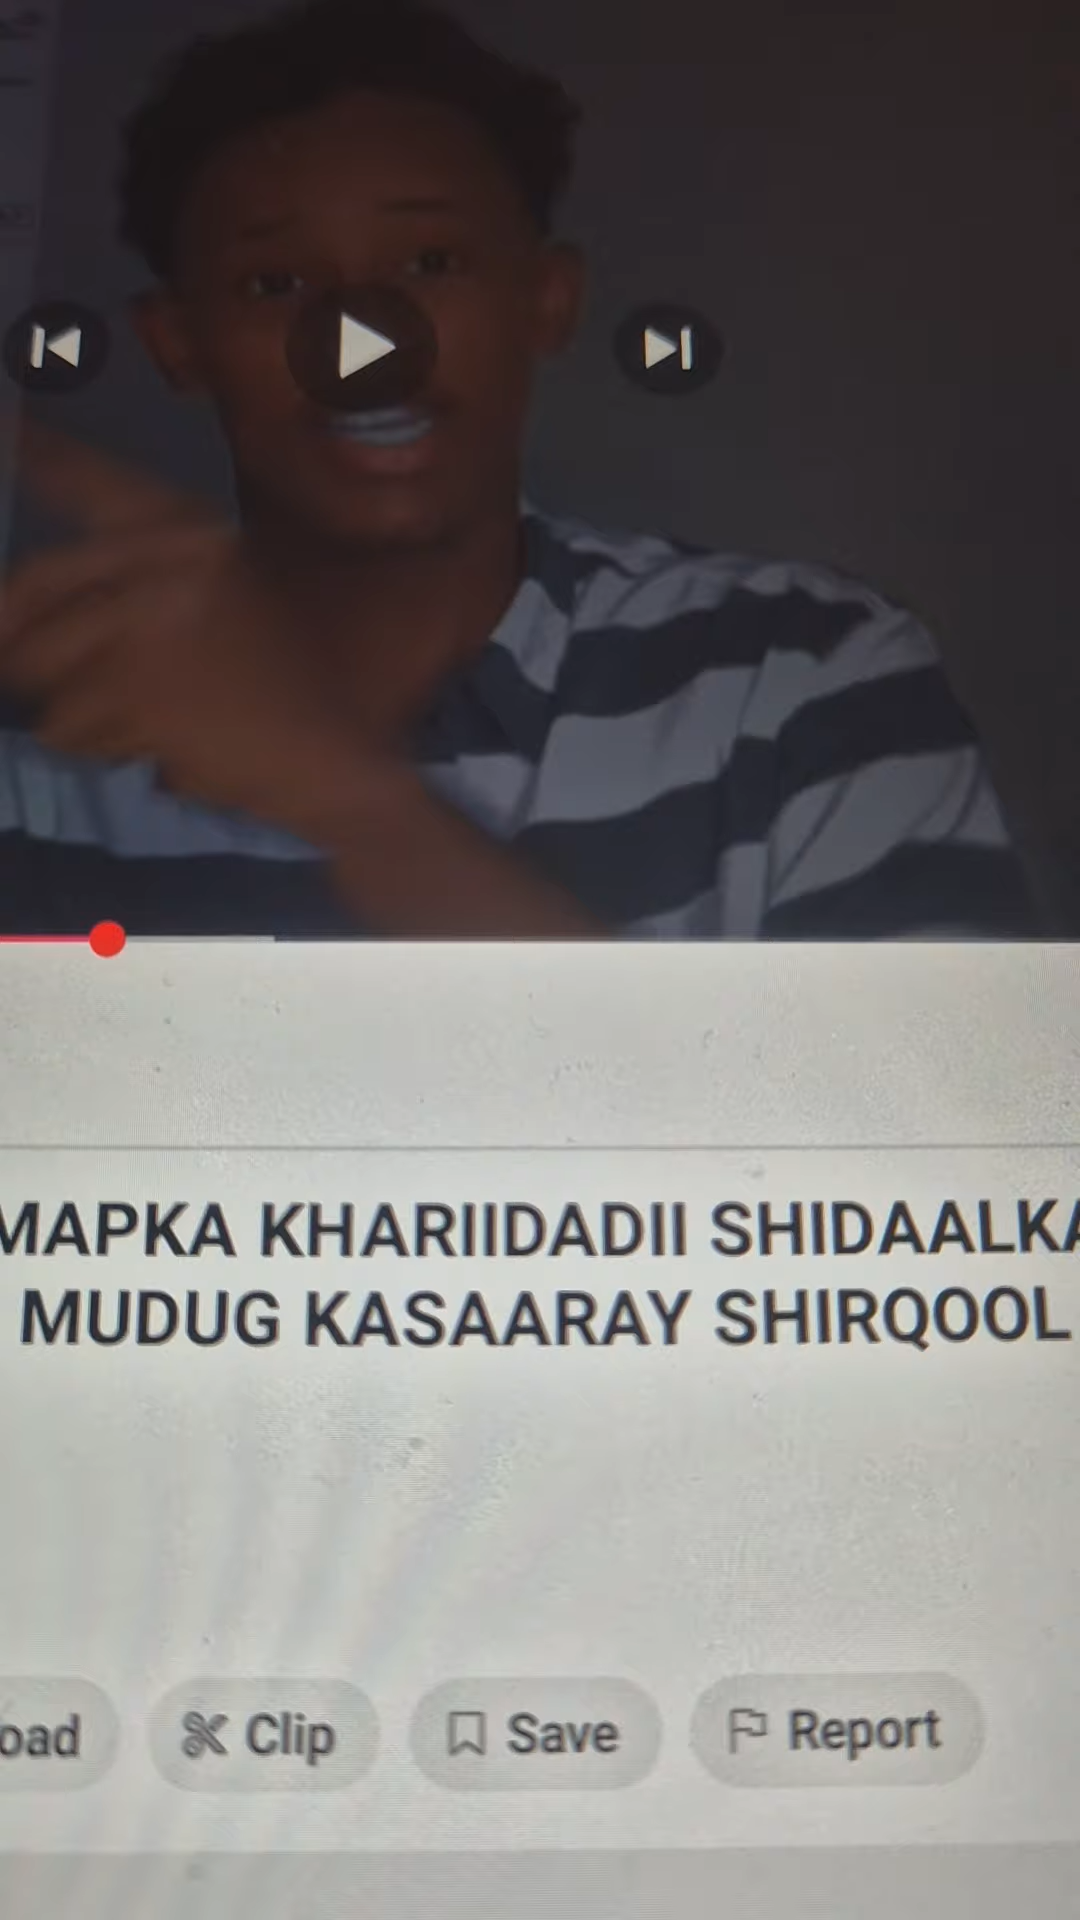 MAPKA KHARIIDADII SHIDAALKA
MUDUG KASAARAY SHIRQOOL
Clip
Save
Report